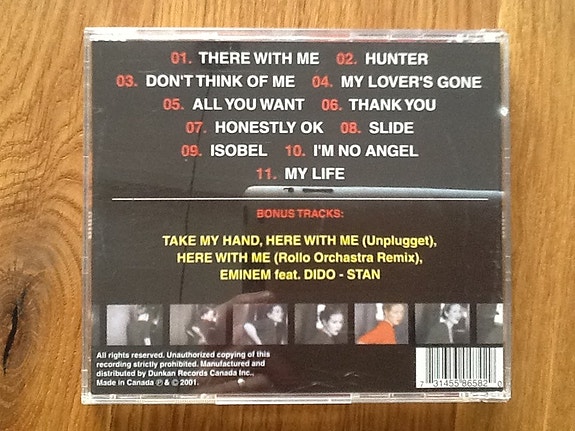 01. THERE WITH ME 02. HUNTER
03. DON'T THINK OF ME 04. MY LOVER'S GONE
05. ALL YOU WANT 06. THANK YOU
07. HONESTLY OK 08. SLIDE
09. ISOBEL 10. I'M NO ANGEL
11. MY LIFE
BONUS TRACKS:
TAKE MY HAND, HERE WITH ME (Unplugget),
HERE WITH ME (Rollo Orchastra Remix),
EMINEM feat. DIDO - STAN
All rights reserved. Unauthorized copying of this
recording strictly prohibited. Manufactured and
distributed by Dunkan Records Canada Inc.,
Made in Canada ℗ & © 2001.
7 31455 86582 0